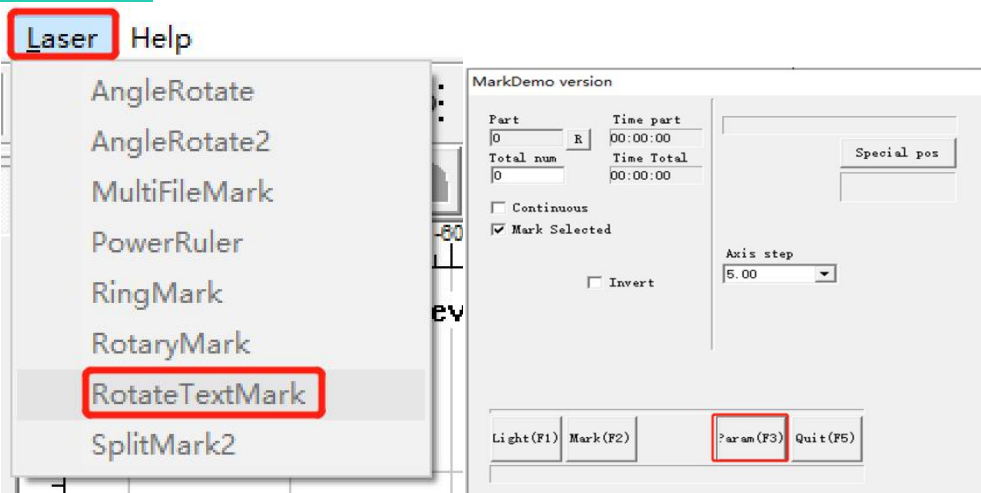 Laser Help
AngleRotate
AngleRotate2
MultiFileMark
PowerRuler
RingMark
RotaryMark
RotateTextMark
SplitMark2
-60
ev
MarkDemo version
Part Time part
0 R 00:00:00
Total num Time Total
0 00:00:00
Continuous
Mark Selected
Invert
Special pos
Axis step
5.00
Light(F1) Mark(F2) Param(F3) Quit(F5)